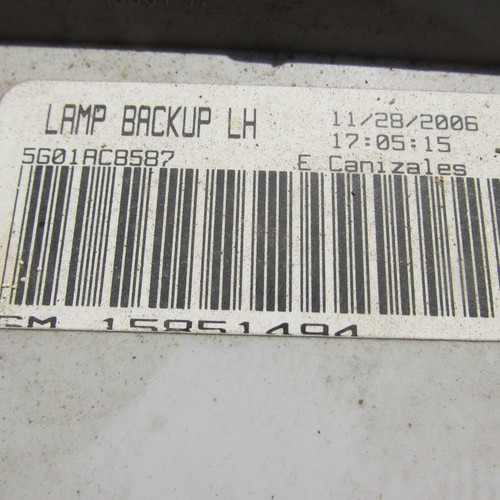 LAMP BACKUP LH 11/28/2006
17:05:15
5G01AC8587 E Canizales
GM 15851494